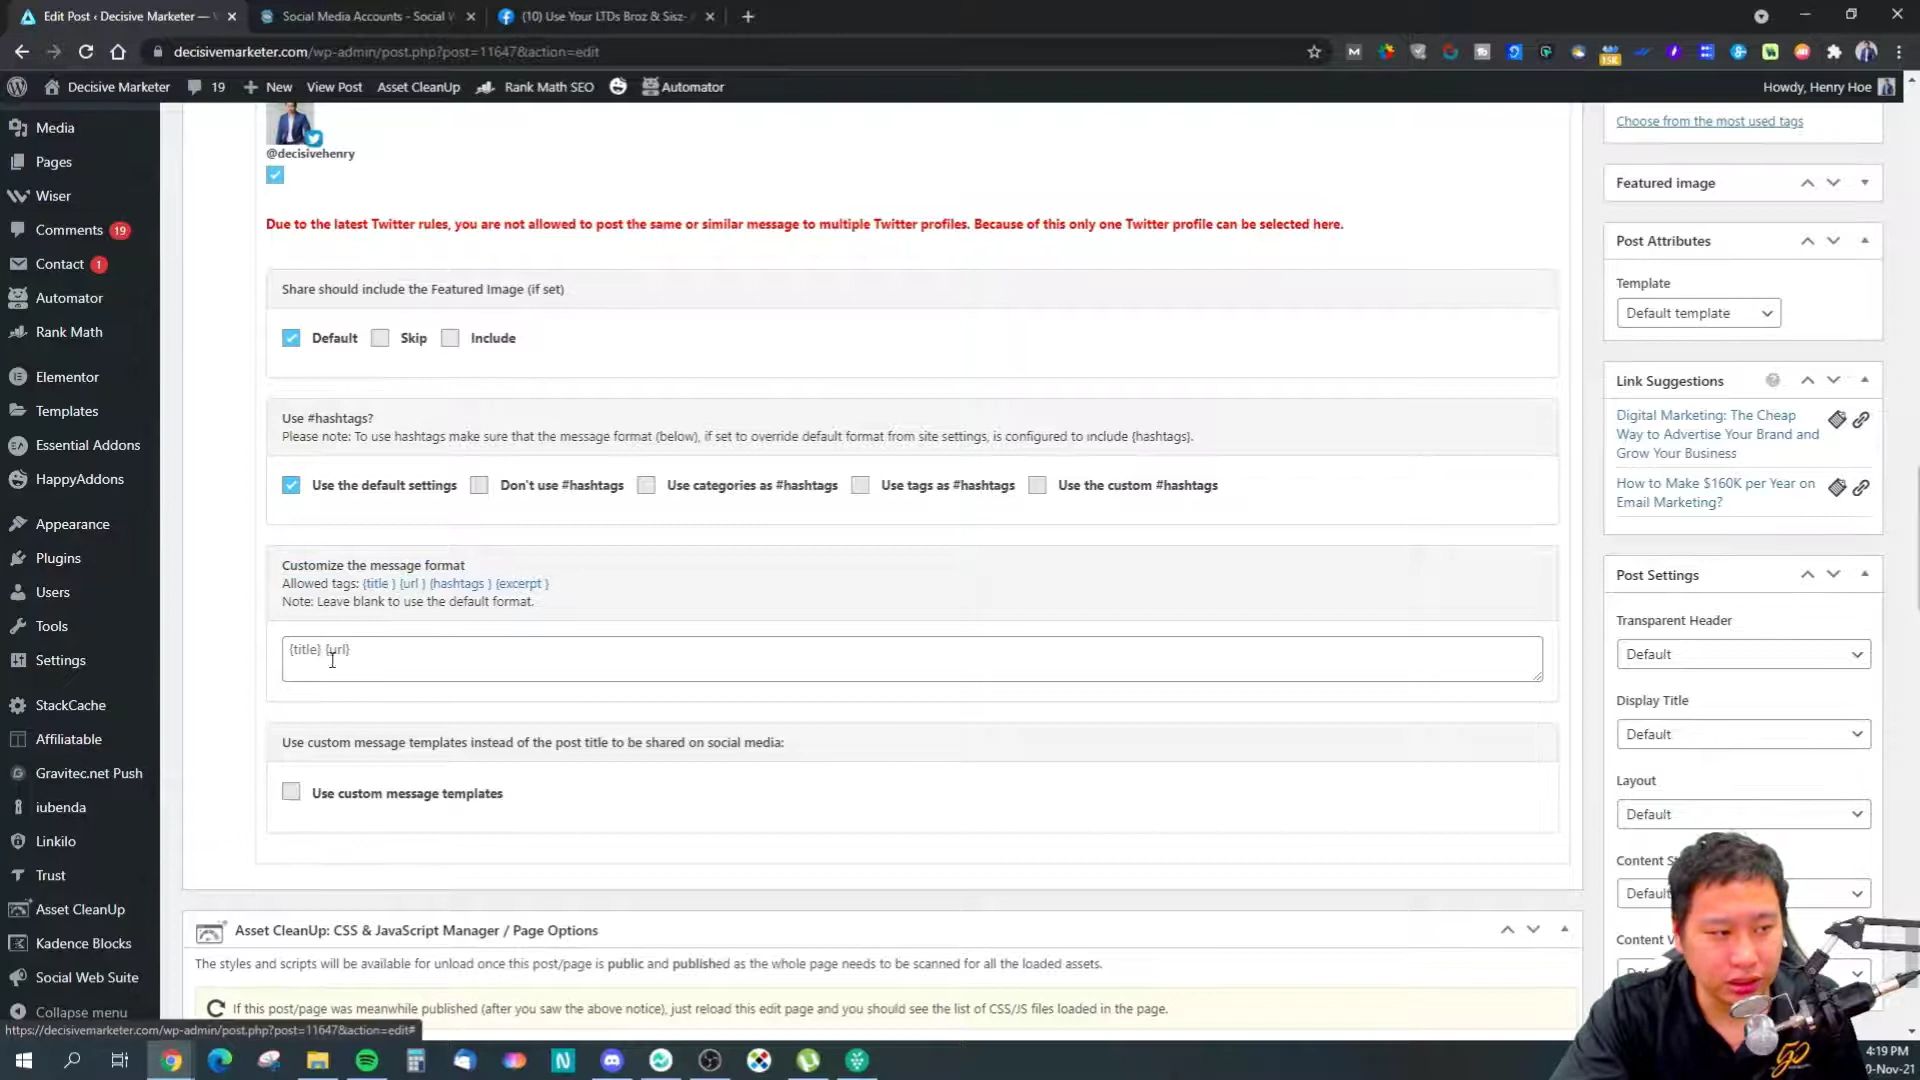 Edit Post ‹ Decisive Marketer —
Social Media Accounts - Social
(10) Use Your LTDs Broz & Sisz-
decisivemarketer.com/wp-admin/post.php?post=11647&action=edit
15K
Decisive Marketer
19
New
View Post
Asset CleanUp
Rank Math SEO
Automator
Howdy, Henry Hoe
Media
Pages
Wiser
Comments 19
Contact 1
Automator
Rank Math
Elementor
Templates
Essential Addons
HappyAddons
Appearance
Plugins
Users
Tools
Settings
StackCache
Affiliatable
Gravitec.net Push
iubenda
Linkilo
Trust
Asset CleanUp
Kadence Blocks
Social Web Suite
Collapse menu
@decisivehenry
Due to the latest Twitter rules, you are not allowed to post the same or similar message to multiple Twitter profiles. Because of this only one Twitter profile can be selected here.
Share should include the Featured Image (if set)
Default Skip Include
Use #hashtags?
Please note: To use hashtags make sure that the message format (below), if set to override default format from site settings, is configured to include {hashtags}.
Use the default settings Don't use #hashtags Use categories as #hashtags Use tags as #hashtags Use the custom #hashtags
Customize the message format
Allowed tags: {title } {url } {hashtags } {excerpt }
Note: Leave blank to use the default format.
{title} {url}
Use custom message templates instead of the post title to be shared on social media:
Use custom message templates
Asset CleanUp: CSS & JavaScript Manager / Page Options
The styles and scripts will be available for unload once this post/page is public and published as the whole page needs to be scanned for all the loaded assets.
If this post/page was meanwhile published (after you saw the above notice), just reload this edit page and you should see the list of CSS/JS files loaded in the page.
Choose from the most used tags
Featured image
Post Attributes
Template
Default template
Link Suggestions
Digital Marketing: The Cheap
Way to Advertise Your Brand and
Grow Your Business
How to Make $160K per Year on
Email Marketing?
Post Settings
Transparent Header
Default
Display Title
Default
Layout
Default
Content
Default
Content
https://decisivemarketer.com/wp-admin/post.php?post=11647&action=edit#
4:19 PM
0-Nov-21